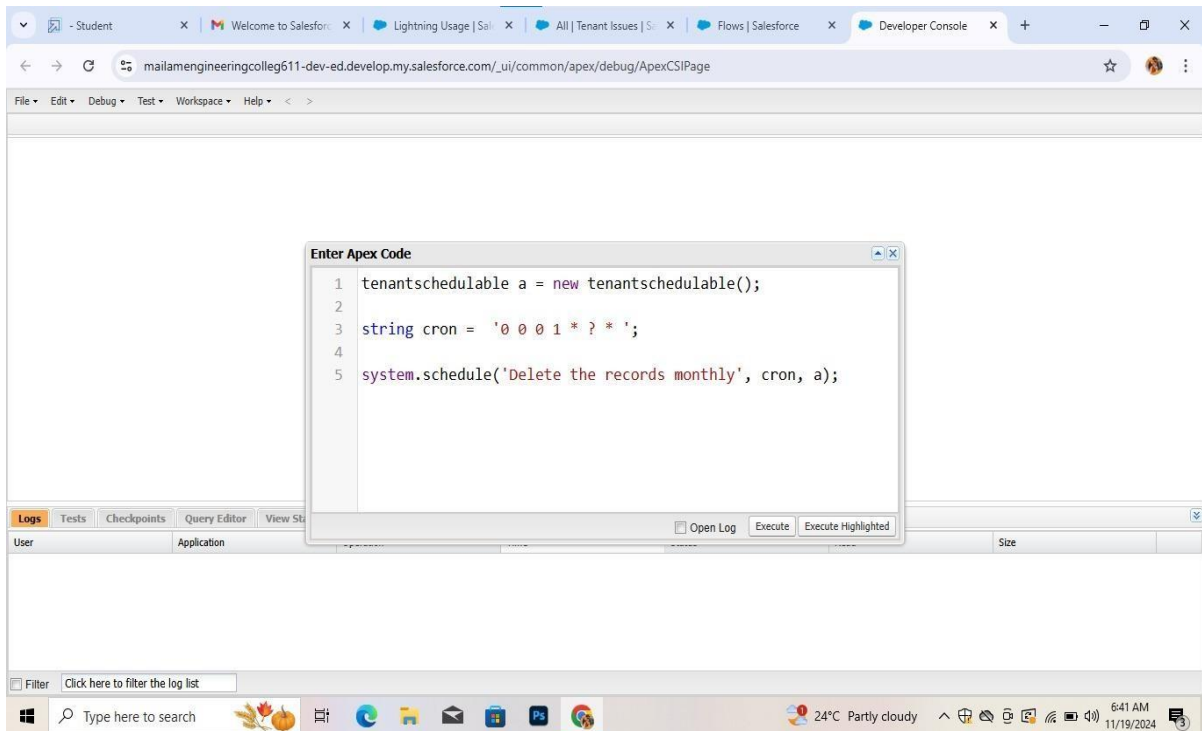 - Student
Welcome to Salesforc
Lightning Usage | Sale
All | Tenant Issues | Sa
Flows | Salesforce
Developer Console
mailamengineeringcolleg611-dev-ed.develop.my.salesforce.com/_ui/common/apex/debug/ApexCSIPage
File Edit Debug Test Workspace Help < >
Enter Apex Code
1 tenantschedulable a = new tenantschedulable();
2
3 string cron = '0 0 0 1 * ? * ';
4
5 system.schedule('Delete the records monthly', cron, a);
Open Log Execute Execute Highlighted
Logs Tests Checkpoints Query Editor View Sta
User Application Size
Filter Click here to filter the log list
Type here to search
Ps
24°C Partly cloudy
6:41 AM
11/19/2024
3